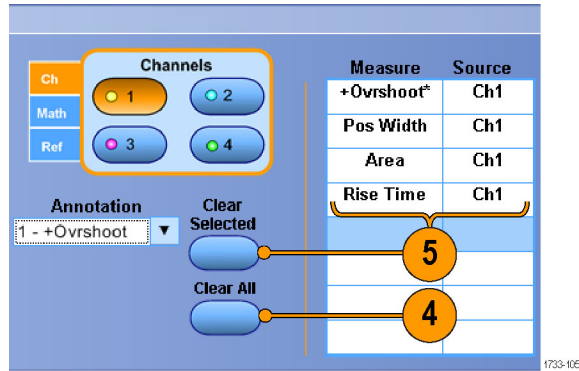 Ch
Math
Ref
Channels
1
2
3
4
Annotation
1 - +Ovrshoot
Clear
Selected
Clear All
Measure Source
+Ovrshoot* Ch1
Pos Width Ch1
Area Ch1
Rise Time Ch1
5
4
1733-105